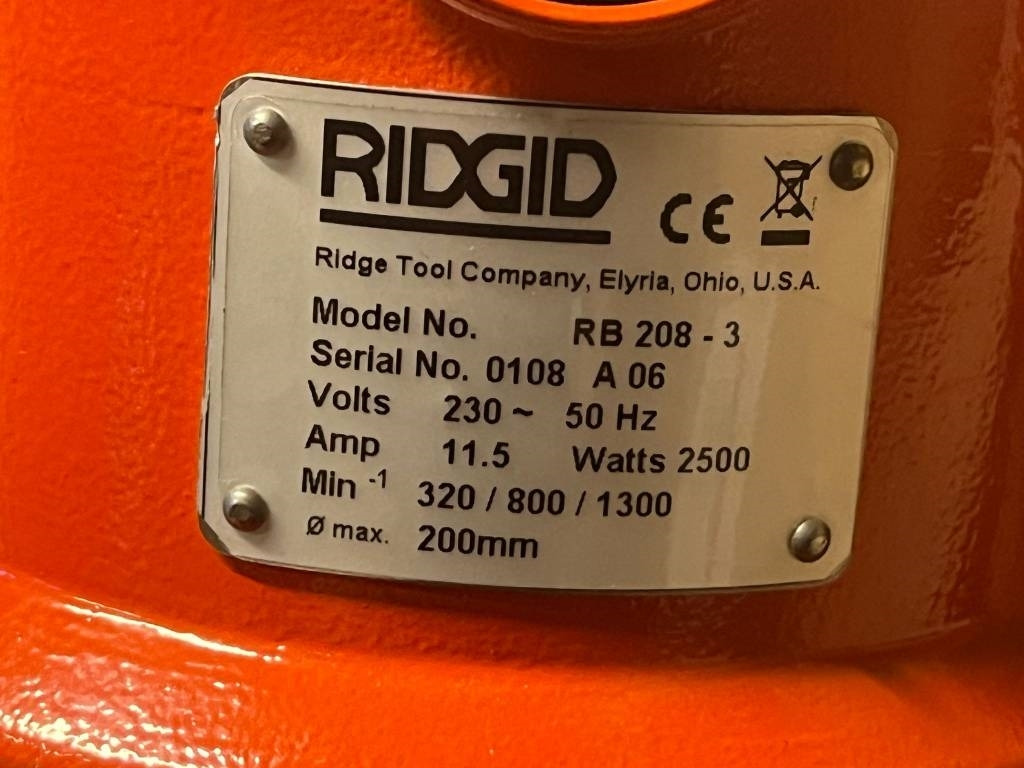 RIDGID
CE
Ridge Tool Company, Elyria, Ohio, U.S.A.
Model No. RB 208 - 3
Serial No. 0108 A 06
Volts 230 ~ 50 Hz
Amp 11.5 Watts 2500
Min -1 320 / 800 / 1300
Ø max. 200mm